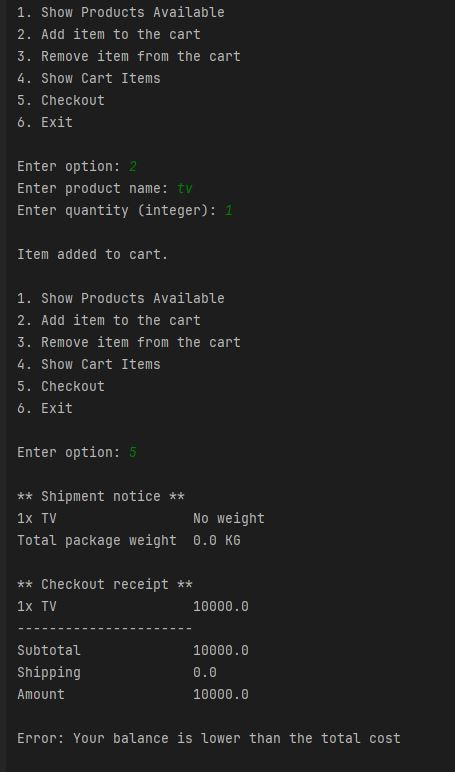 1. Show Products Available
2. Add item to the cart
3. Remove item from the cart
4. Show Cart Items
5. Checkout
6. Exit
Enter option: 2
Enter product name: tv
Enter quantity (integer): 1
Item added to cart.
1. Show Products Available
2. Add item to the cart
3. Remove item from the cart
4. Show Cart Items
5. Checkout
6. Exit
Enter option: 5
** Shipment notice **
1x TV                 No weight
Total package weight  0.0 KG
** Checkout receipt **
1x TV                 10000.0
----------------------
Subtotal              10000.0
Shipping              0.0
Amount                10000.0
Error: Your balance is lower than the total cost